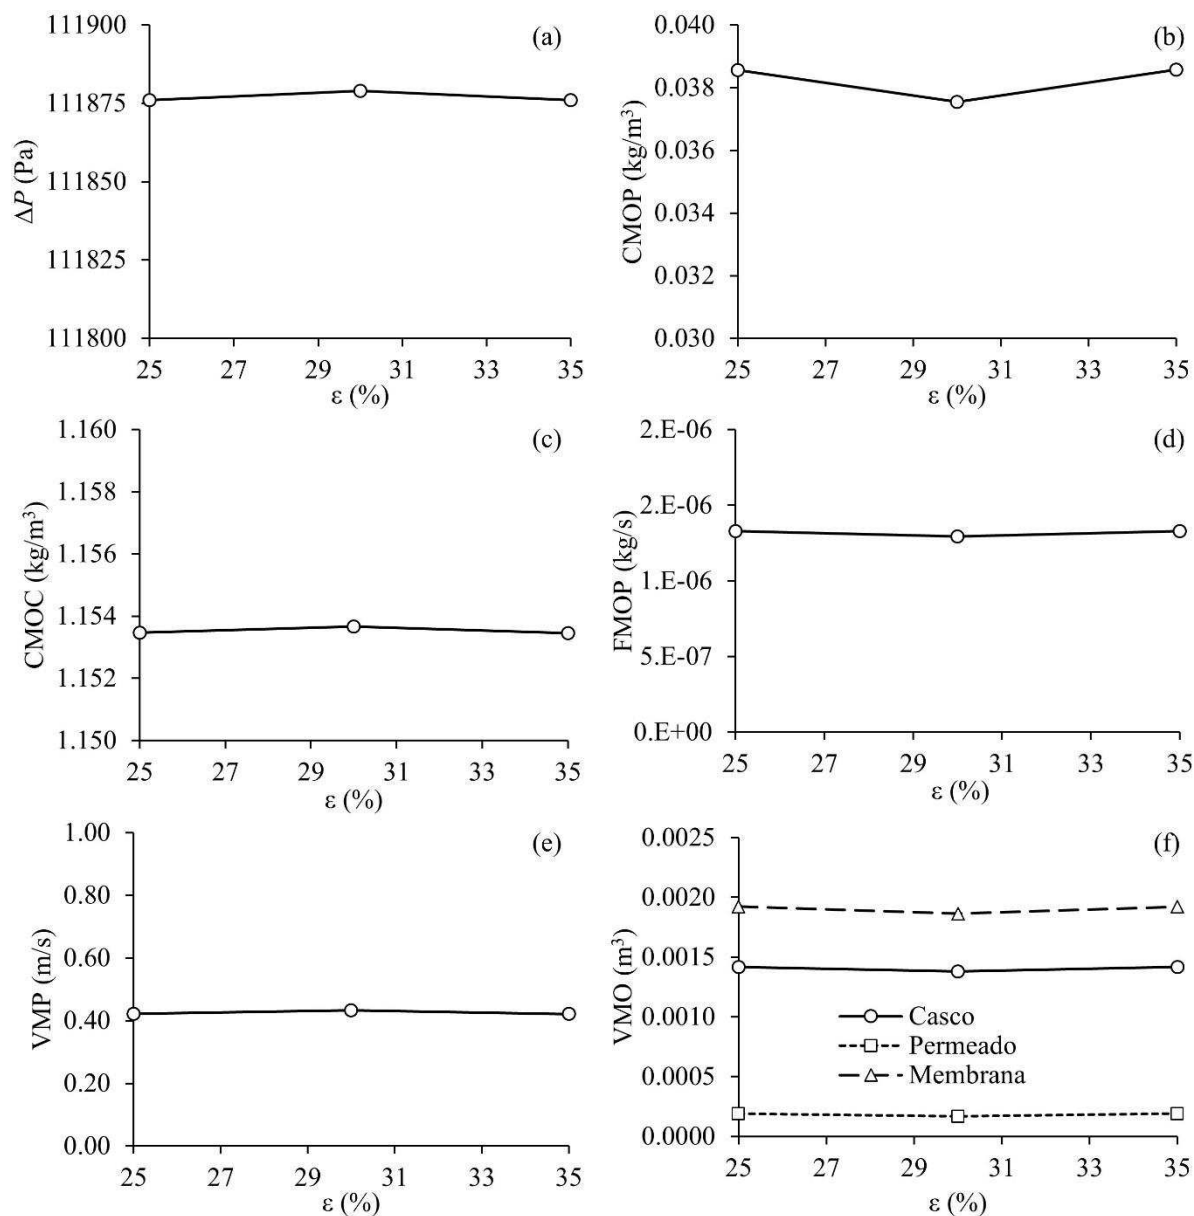 (a)
111900
111875
111850
111825
111800
ΔP (Pa)
25 27 29 31 33 35
ε (%)
(b)
0.040
0.038
0.036
0.034
0.032
0.030
CMOP (kg/m³)
25 27 29 31 33 35
ε (%)
(c)
1.160
1.158
1.156
1.154
1.152
1.150
CMOC (kg/m³)
25 27 29 31 33 35
ε (%)
(d)
2.E-06
2.E-06
1.E-06
5.E-07
0.E+00
FMOP (kg/s)
25 27 29 31 33 35
ε (%)
(e)
1.00
0.80
0.60
0.40
0.20
0.00
VMP (m/s)
25 27 29 31 33 35
ε (%)
(f)
0.0025
0.0020
0.0015
0.0010
0.0005
0.0000
VMO (m³)
Casco
Permeado
Membrana
25 27 29 31 33 35
ε (%)